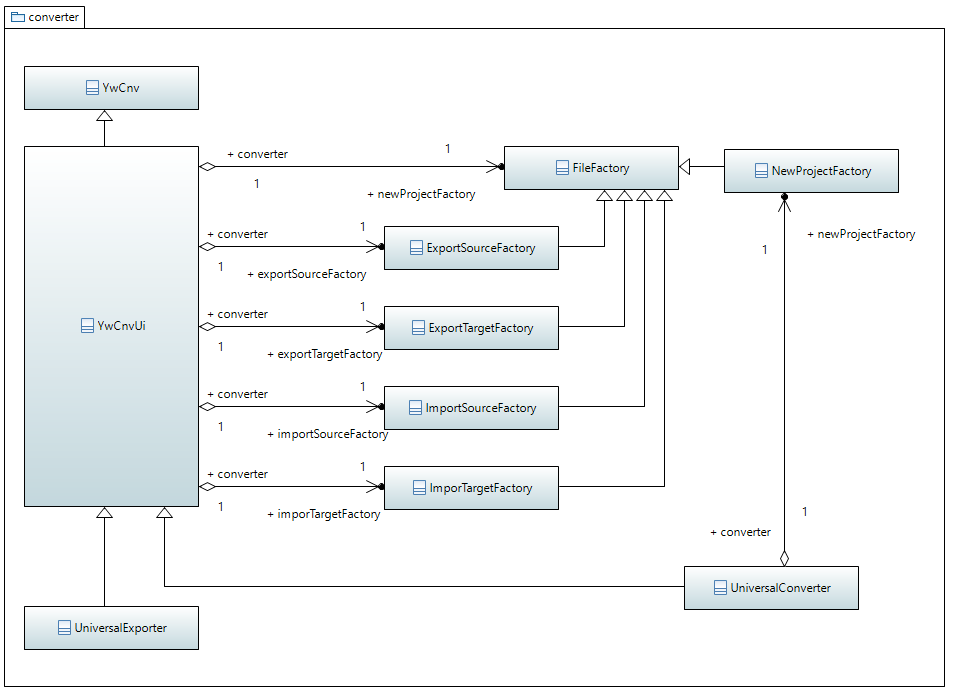 converter
YwCnv
+ converter
1
1
+ newProjectFactory
FileFactory
NewProjectFactory
+ converter
1
1
+ exportSourceFactory
ExportSourceFactory
+ newProjectFactory
1
YwCnvUi
+ converter
1
1
+ exportTargetFactory
ExportTargetFactory
+ converter
1
1
+ importSourceFactory
ImportSourceFactory
+ converter
1
1
+ imporTargetFactory
ImporTargetFactory
1
+ converter
UniversalConverter
UniversalExporter